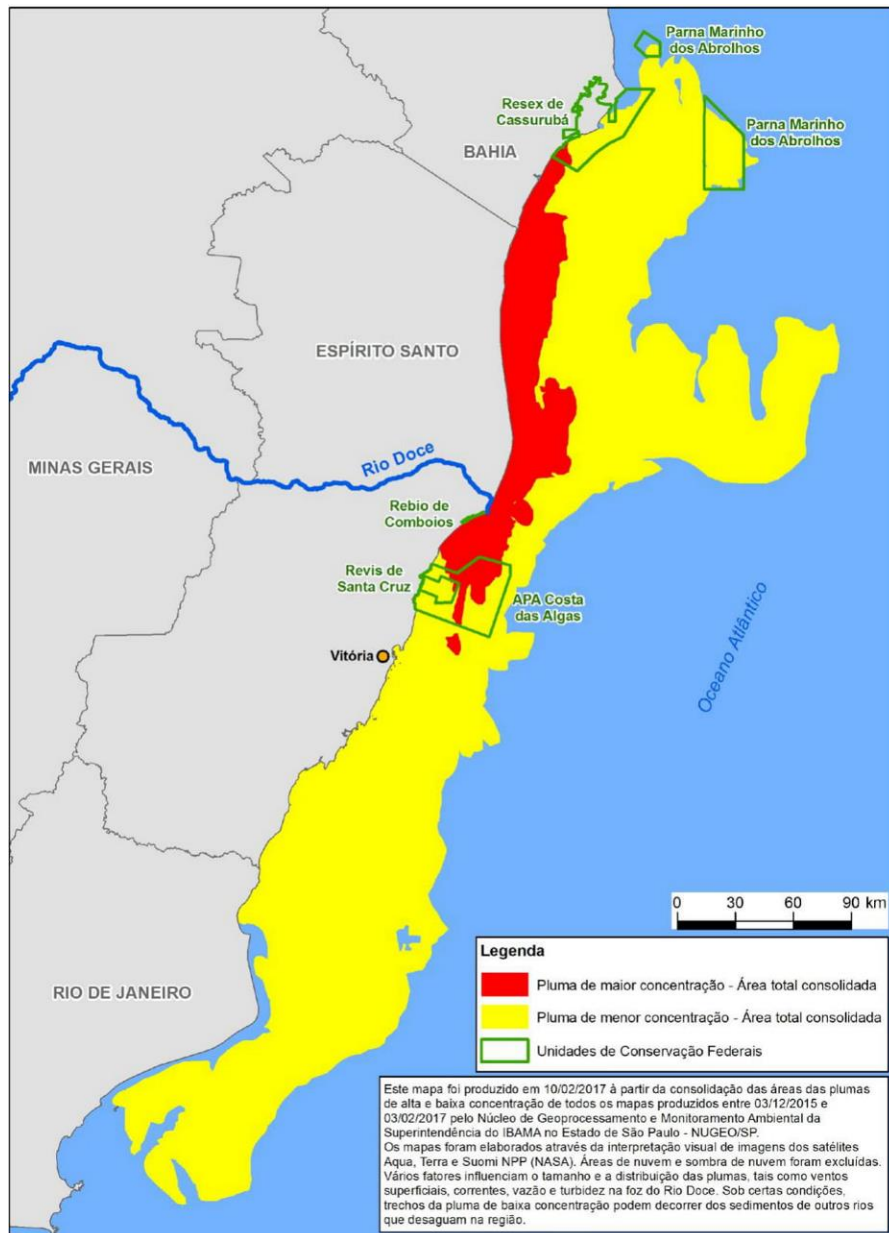 Parna Marinho
dos Abrolhos
Resex de
Cassurubá
Parna Marinho
dos Abrolhos
BAHIA
ESPÍRITO SANTO
MINAS GERAIS
Rio Doce
Rebio de
Comboios
Revis de
Santa Cruz
APA Costa
das Algas
Vitória
Oceano Atlântico
0 30 60 90 km
RIO DE JANEIRO
Legenda
Pluma de maior concentração - Área total consolidada
Pluma de menor concentração - Área total consolidada
Unidades de Conservação Federais
Este mapa foi produzido em 10/02/2017 à partir da consolidação das áreas das plumas
de alta e baixa concentração de todos os mapas produzidos entre 03/12/2015 e
03/02/2017 pelo Núcleo de Geoprocessamento e Monitoramento Ambiental da
Superintendência do IBAMA no Estado de São Paulo - NUGEO/SP.
Os mapas foram elaborados através da interpretação visual de imagens dos satélites
Aqua, Terra e Suomi NPP (NASA). Áreas de nuvem e sombra de nuvem foram excluídas.
Vários fatores influenciam o tamanho e a distribuição das plumas, tais como ventos
superficiais, correntes, vazão e turbidez na foz do Rio Doce. Sob certas condições,
trechos da pluma de baixa concentração podem decorrer dos sedimentos de outros rios
que desaguam na região.